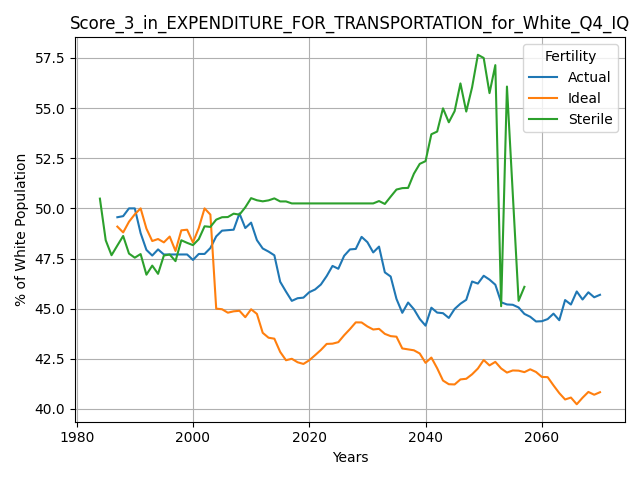 Score_3_in_EXPENDITURE_FOR_TRANSPORTATION_for_White_Q4_IQ
Fertility
Actual
Ideal
Sterile
% of White Population
57.5
55.0
52.5
50.0
47.5
45.0
42.5
40.0
1980 2000 2020 2040 2060
Years